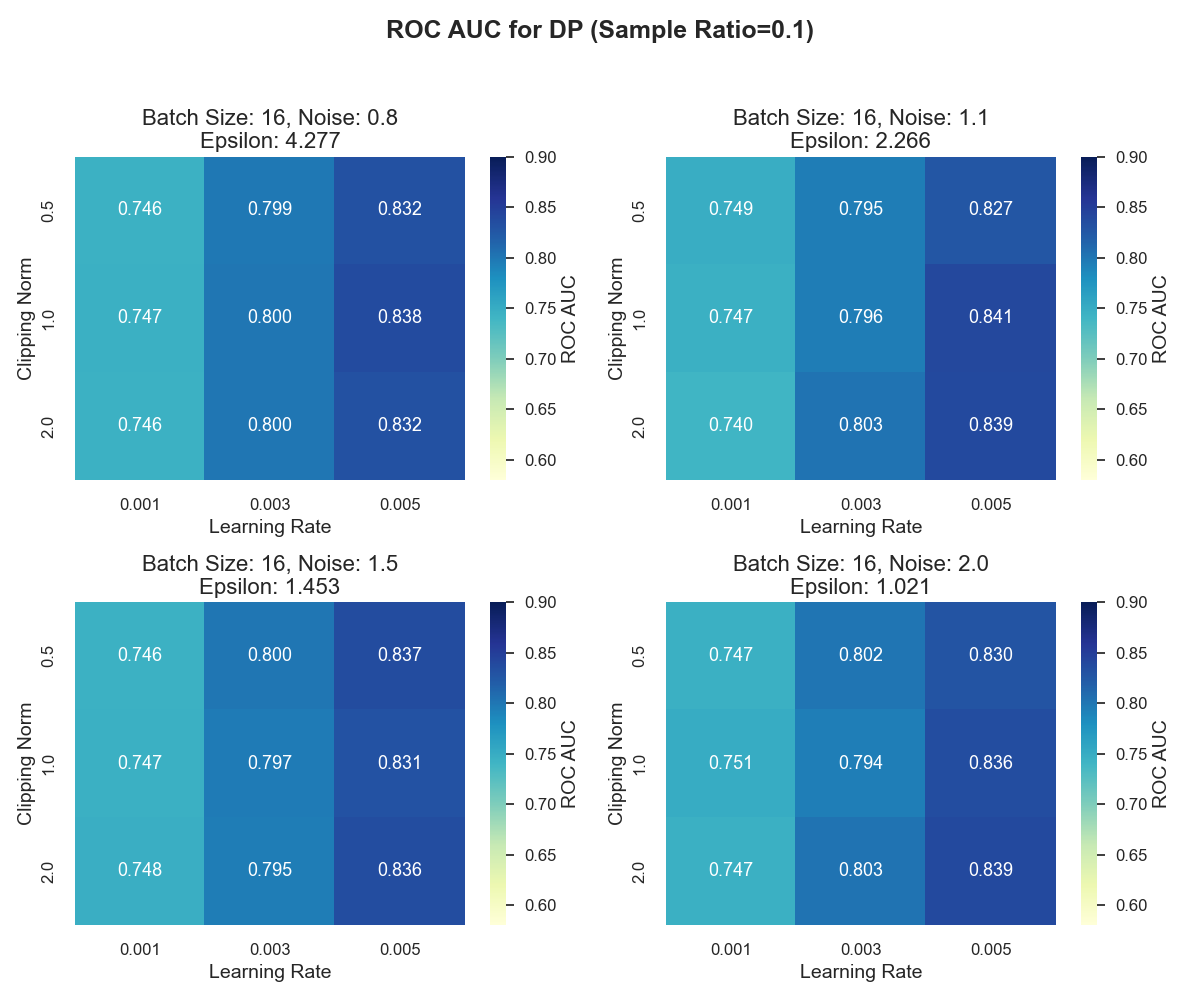 ROC AUC for DP (Sample Ratio=0.1)
Batch Size: 16, Noise: 0.8
Epsilon: 4.277
Clipping Norm
0.5
0.746 0.799 0.832
1.0
0.747 0.800 0.838
2.0
0.746 0.800 0.832
0.001 0.003 0.005
Learning Rate
0.90
0.85
0.80
0.75
0.70
0.65
0.60
ROC AUC
Batch Size: 16, Noise: 1.1
Epsilon: 2.266
Clipping Norm
0.5
0.749 0.795 0.827
1.0
0.747 0.796 0.841
2.0
0.740 0.803 0.839
0.001 0.003 0.005
Learning Rate
0.90
0.85
0.80
0.75
0.70
0.65
0.60
ROC AUC
Batch Size: 16, Noise: 1.5
Epsilon: 1.453
Clipping Norm
0.5
0.746 0.800 0.837
1.0
0.747 0.797 0.831
2.0
0.748 0.795 0.836
0.001 0.003 0.005
Learning Rate
0.90
0.85
0.80
0.75
0.70
0.65
0.60
ROC AUC
Batch Size: 16, Noise: 2.0
Epsilon: 1.021
Clipping Norm
0.5
0.747 0.802 0.830
1.0
0.751 0.794 0.836
2.0
0.747 0.803 0.839
0.001 0.003 0.005
Learning Rate
0.90
0.85
0.80
0.75
0.70
0.65
0.60
ROC AUC